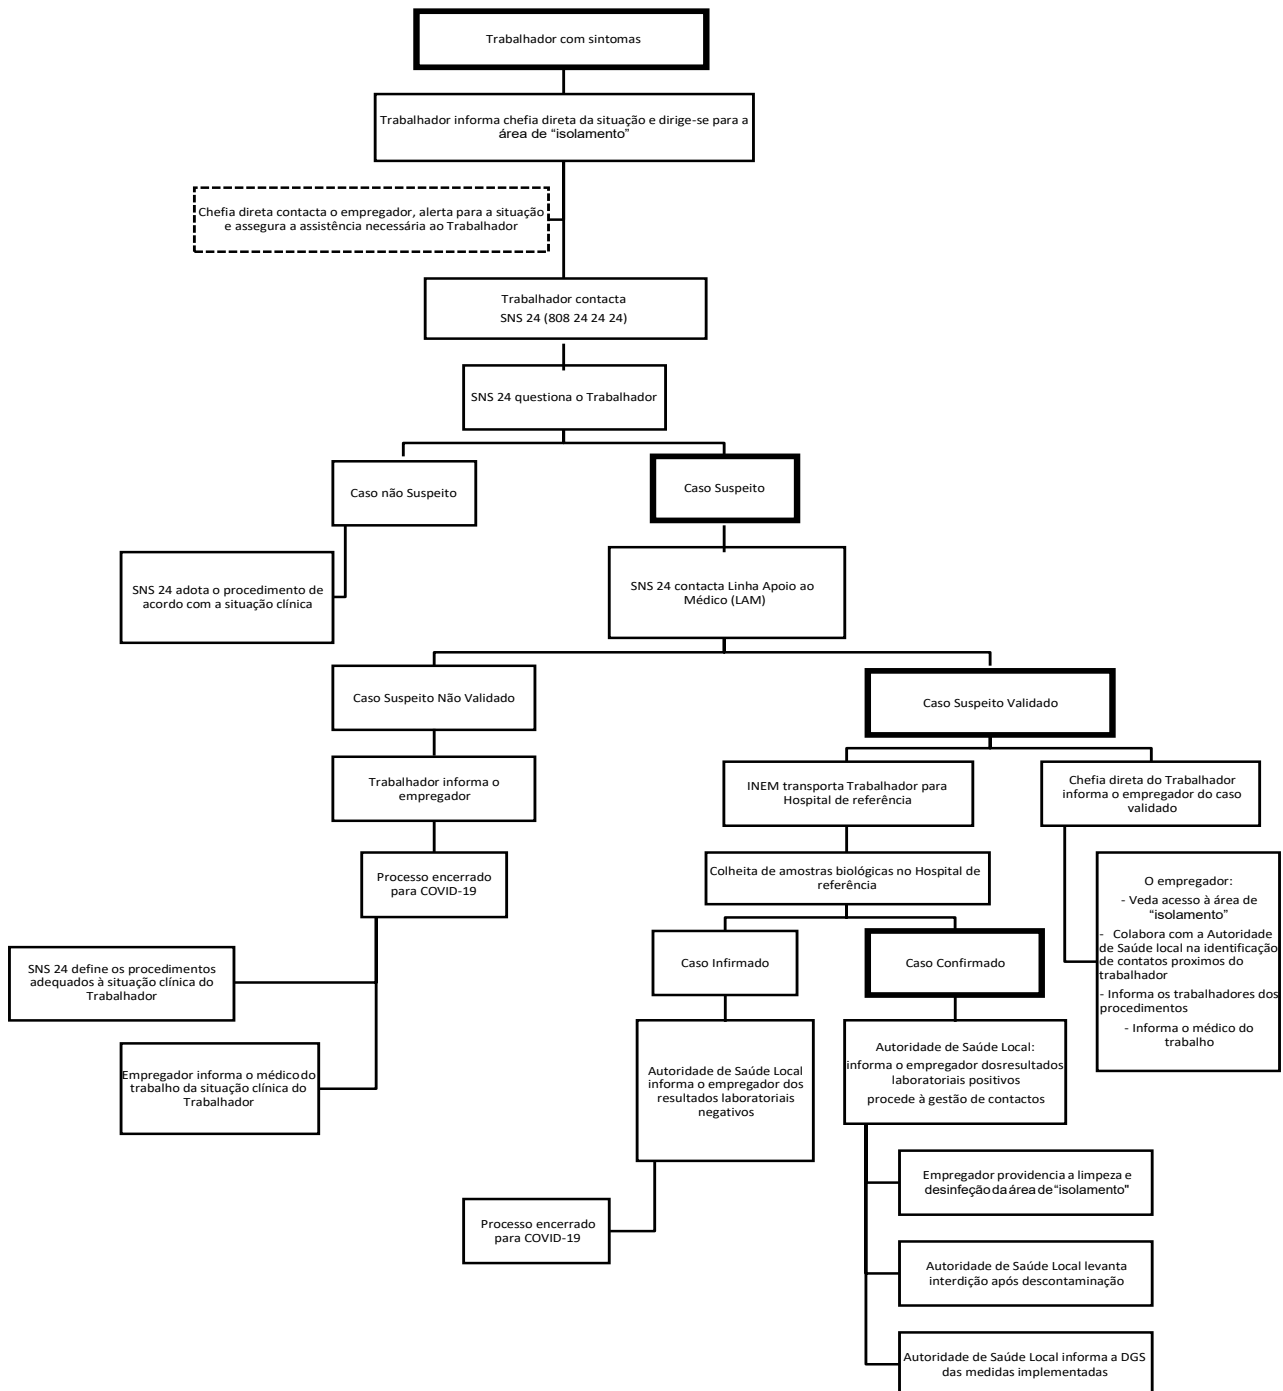 Trabalhador com sintomas
Trabalhador informa chefia direta da situação e dirige-se para a
área de “isolamento”
Chefia direta contacta o empregador, alerta para a situação
e assegura a assistência necessária ao Trabalhador
Trabalhador contacta
SNS 24 (808 24 24 24)
SNS 24 questiona o Trabalhador
Caso não Suspeito
Caso Suspeito
SNS 24 adota o procedimento de
acordo com a situação clínica
SNS 24 contacta Linha Apoio ao
Médico (LAM)
Caso Suspeito Não Validado
Caso Suspeito Validado
Trabalhador informa o
empregador
INEM transporta Trabalhador para
Hospital de referência
Chefia direta do Trabalhador
informa o empregador do caso
validado
Processo encerrado
para COVID-19
Colheita de amostras biológicas no Hospital de
referência
O empregador:
- Veda acesso à área de
“isolamento”
- Colabora com a Autoridade
de Saúde local na identificação
de contatos proximos do
trabalhador
- Informa os trabalhadores dos
procedimentos
- Informa o médico do
trabalho
SNS 24 define os procedimentos
adequados à situação clínica do
Trabalhador
Caso Infirmado
Caso Confirmado
Empregador informa o médico do
trabalho da situação clínica do
Trabalhador
Autoridade de Saúde Local
informa o empregador dos
resultados laboratoriais
negativos
Autoridade de Saúde Local:
informa o empregador dosresultados
laboratoriais positivos
procede à gestão de contactos
Processo encerrado
para COVID-19
Empregador providencia a limpeza e
desinfeção da área de “isolamento”
Autoridade de Saúde Local levanta
interdição após descontaminação
Autoridade de Saúde Local informa a DGS
das medidas implementadas